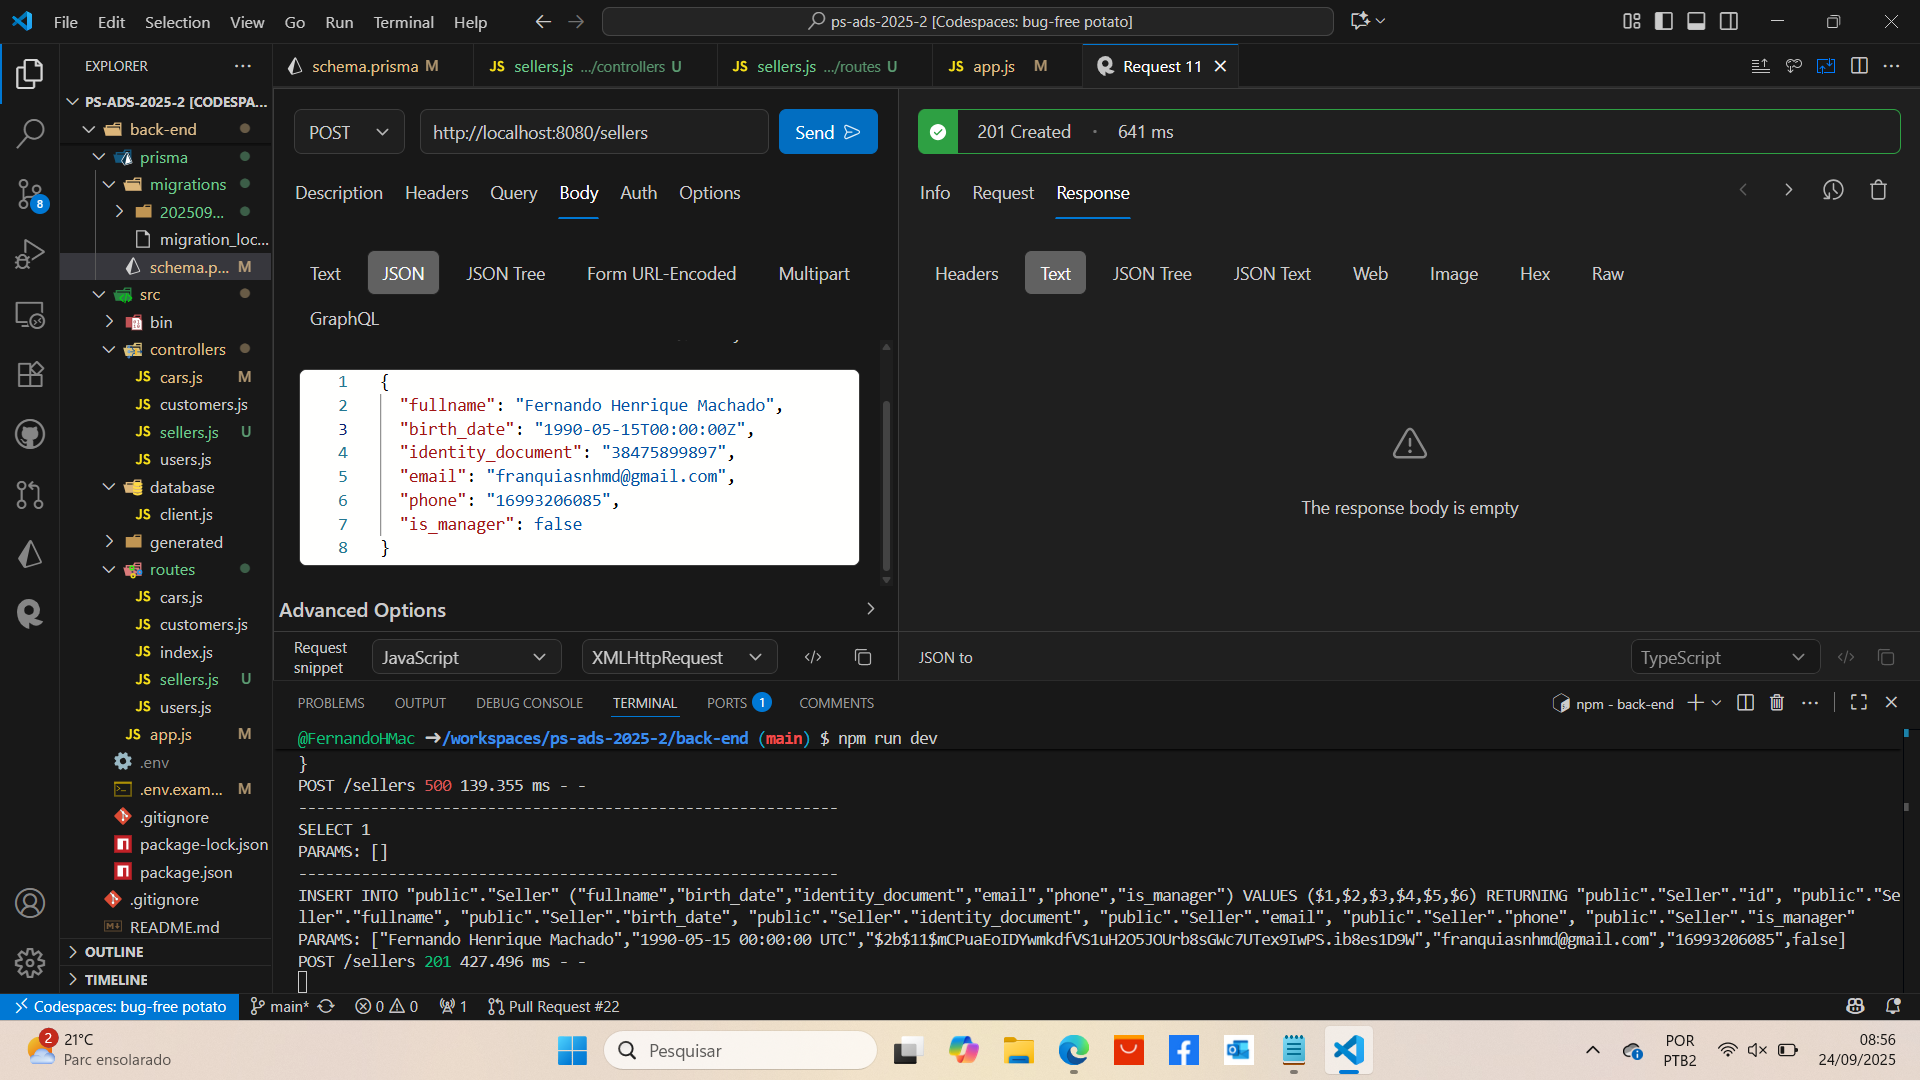 File Edit Selection View Go Run Terminal Help
ps-ads-2025-2 [Codespaces: bug-free potato]
EXPLORER
PS-ADS-2025-2 [CODESPA...
back-end
prisma
migrations
202509...
migration_loc...
schema.p... M
src
bin
controllers
JS cars.js M
JS customers.js
JS sellers.js U
JS users.js
database
JS client.js
generated
routes
JS cars.js
JS customers.js
JS index.js
JS sellers.js U
JS users.js
JS app.js M
.env
.env.exam... M
.gitignore
package-lock.json
package.json
.gitignore
README.md
OUTLINE
TIMELINE
schema.prisma M
JS sellers.js .../controllers U
JS sellers.js .../routes U
JS app.js M
Request 11
POST http://localhost:8080/sellers Send
Description Headers Query Body Auth Options
Text JSON JSON Tree Form URL-Encoded Multipart
GraphQL
1 {
2 "fullname": "Fernando Henrique Machado",
3 "birth_date": "1990-05-15T00:00:00Z",
4 "identity_document": "38475899897",
5 "email": "franquiasnhmd@gmail.com",
6 "phone": "16993206085",
7 "is_manager": false
8 }
Advanced Options
Request snippet JavaScript XMLHttpRequest
201 Created · 641 ms
Info Request Response
Headers Text JSON Tree JSON Text Web Image Hex Raw
The response body is empty
JSON to TypeScript
PROBLEMS OUTPUT DEBUG CONSOLE TERMINAL PORTS 1 COMMENTS
npm - back-end
@FernandoHMac ➜/workspaces/ps-ads-2025-2/back-end (main) $ npm run dev
}
POST /sellers 500 139.355 ms - -
--------------------------------------------------------
SELECT 1
PARAMS: []
--------------------------------------------------------
INSERT INTO "public"."Seller" ("fullname","birth_date","identity_document","email","phone","is_manager") VALUES ($1,$2,$3,$4,$5,$6) RETURNING "public"."Seller"."id", "public"."Se
ller"."fullname", "public"."Seller"."birth_date", "public"."Seller"."identity_document", "public"."Seller"."email", "public"."Seller"."phone", "public"."Seller"."is_manager"
PARAMS: ["Fernando Henrique Machado","1990-05-15 00:00:00 UTC","$2b$11$mCPuaEoIDYwmkdfVS1uH2O5JOUrb8sGWc7UTex9IwPS.ib8es1D9W","franquiasnhmd@gmail.com","16993206085",false]
POST /sellers 201 427.496 ms - -
8
Codespaces: bug-free potato main* 0 0 1 Pull Request #22
2
21°C
Parc ensolarado
Pesquisar
POR
PTB2
08:56
24/09/2025